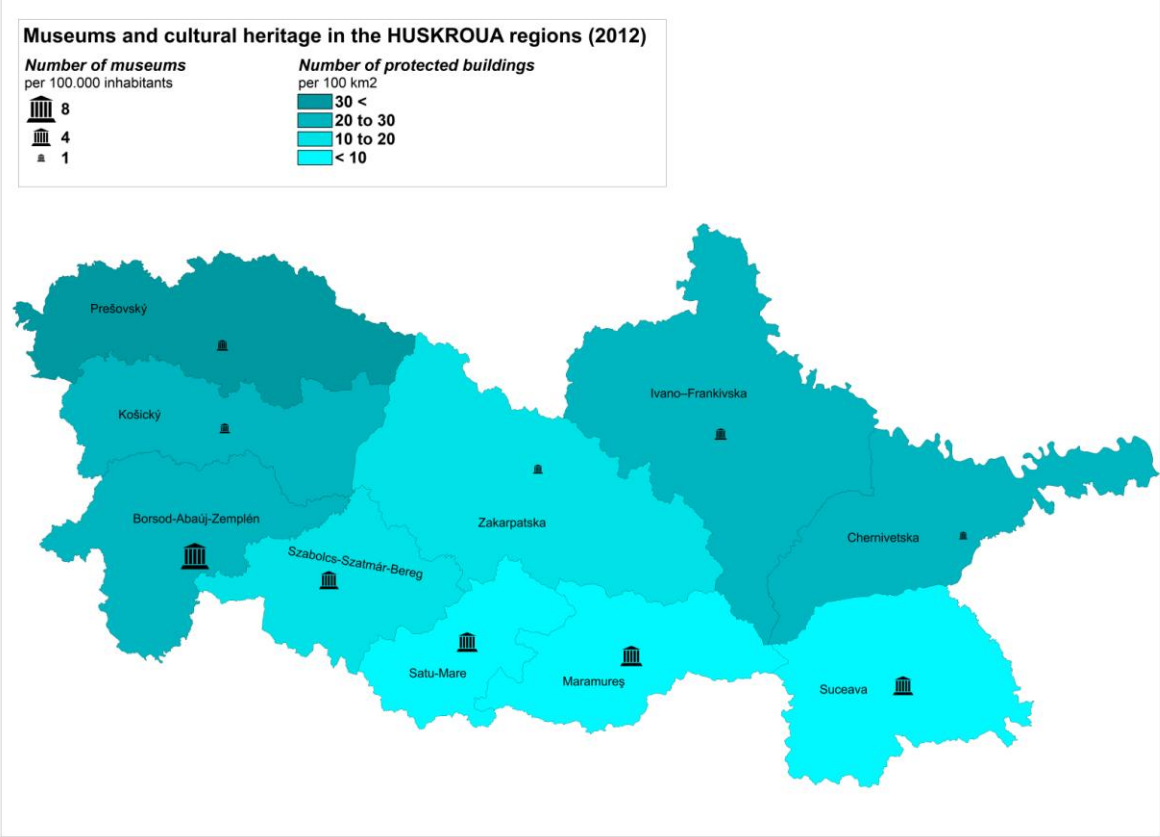 Museums and cultural heritage in the HUSKROUA regions (2012)
Number of museums
per 100.000 inhabitants
8
4
1
Number of protected buildings
per 100 km2
30 <
20 to 30
10 to 20
< 10
Prešovský
Košický
Ivano–Frankivska
Borsod-Abaúj-Zemplén
Zakarpatska
Chernivetska
Szabolcs-Szatmár-Bereg
Satu-Mare
Maramureş
Suceava